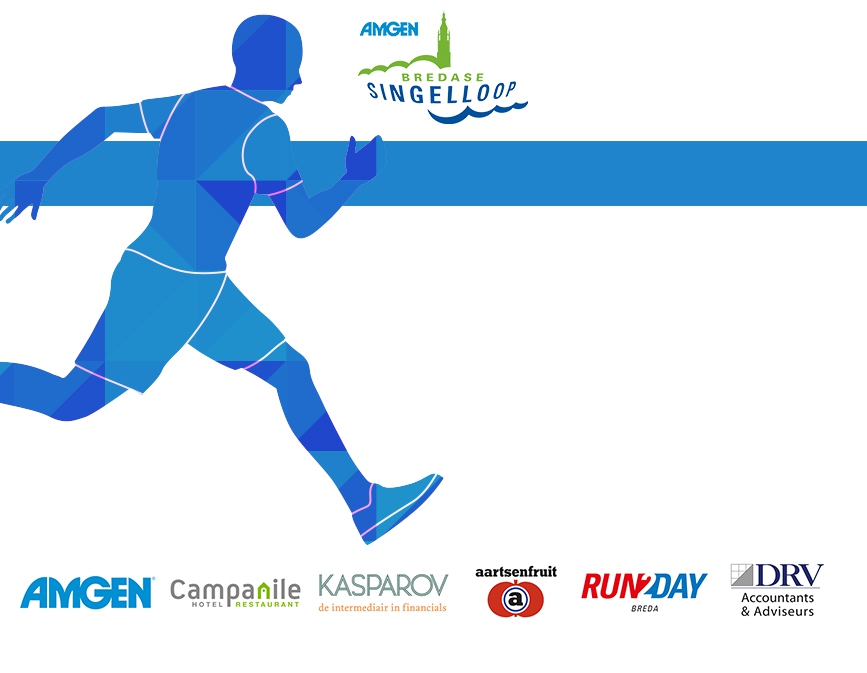 AMGEN
BREDASE
SINGELLOOP
AMGEN®
Campanile
HOTEL RESTAURANT
KASPAROV
de intermediair in financials
aartsenfruit
a
RUN2DAY
BREDA
DRV
Accountants
& Adviseurs